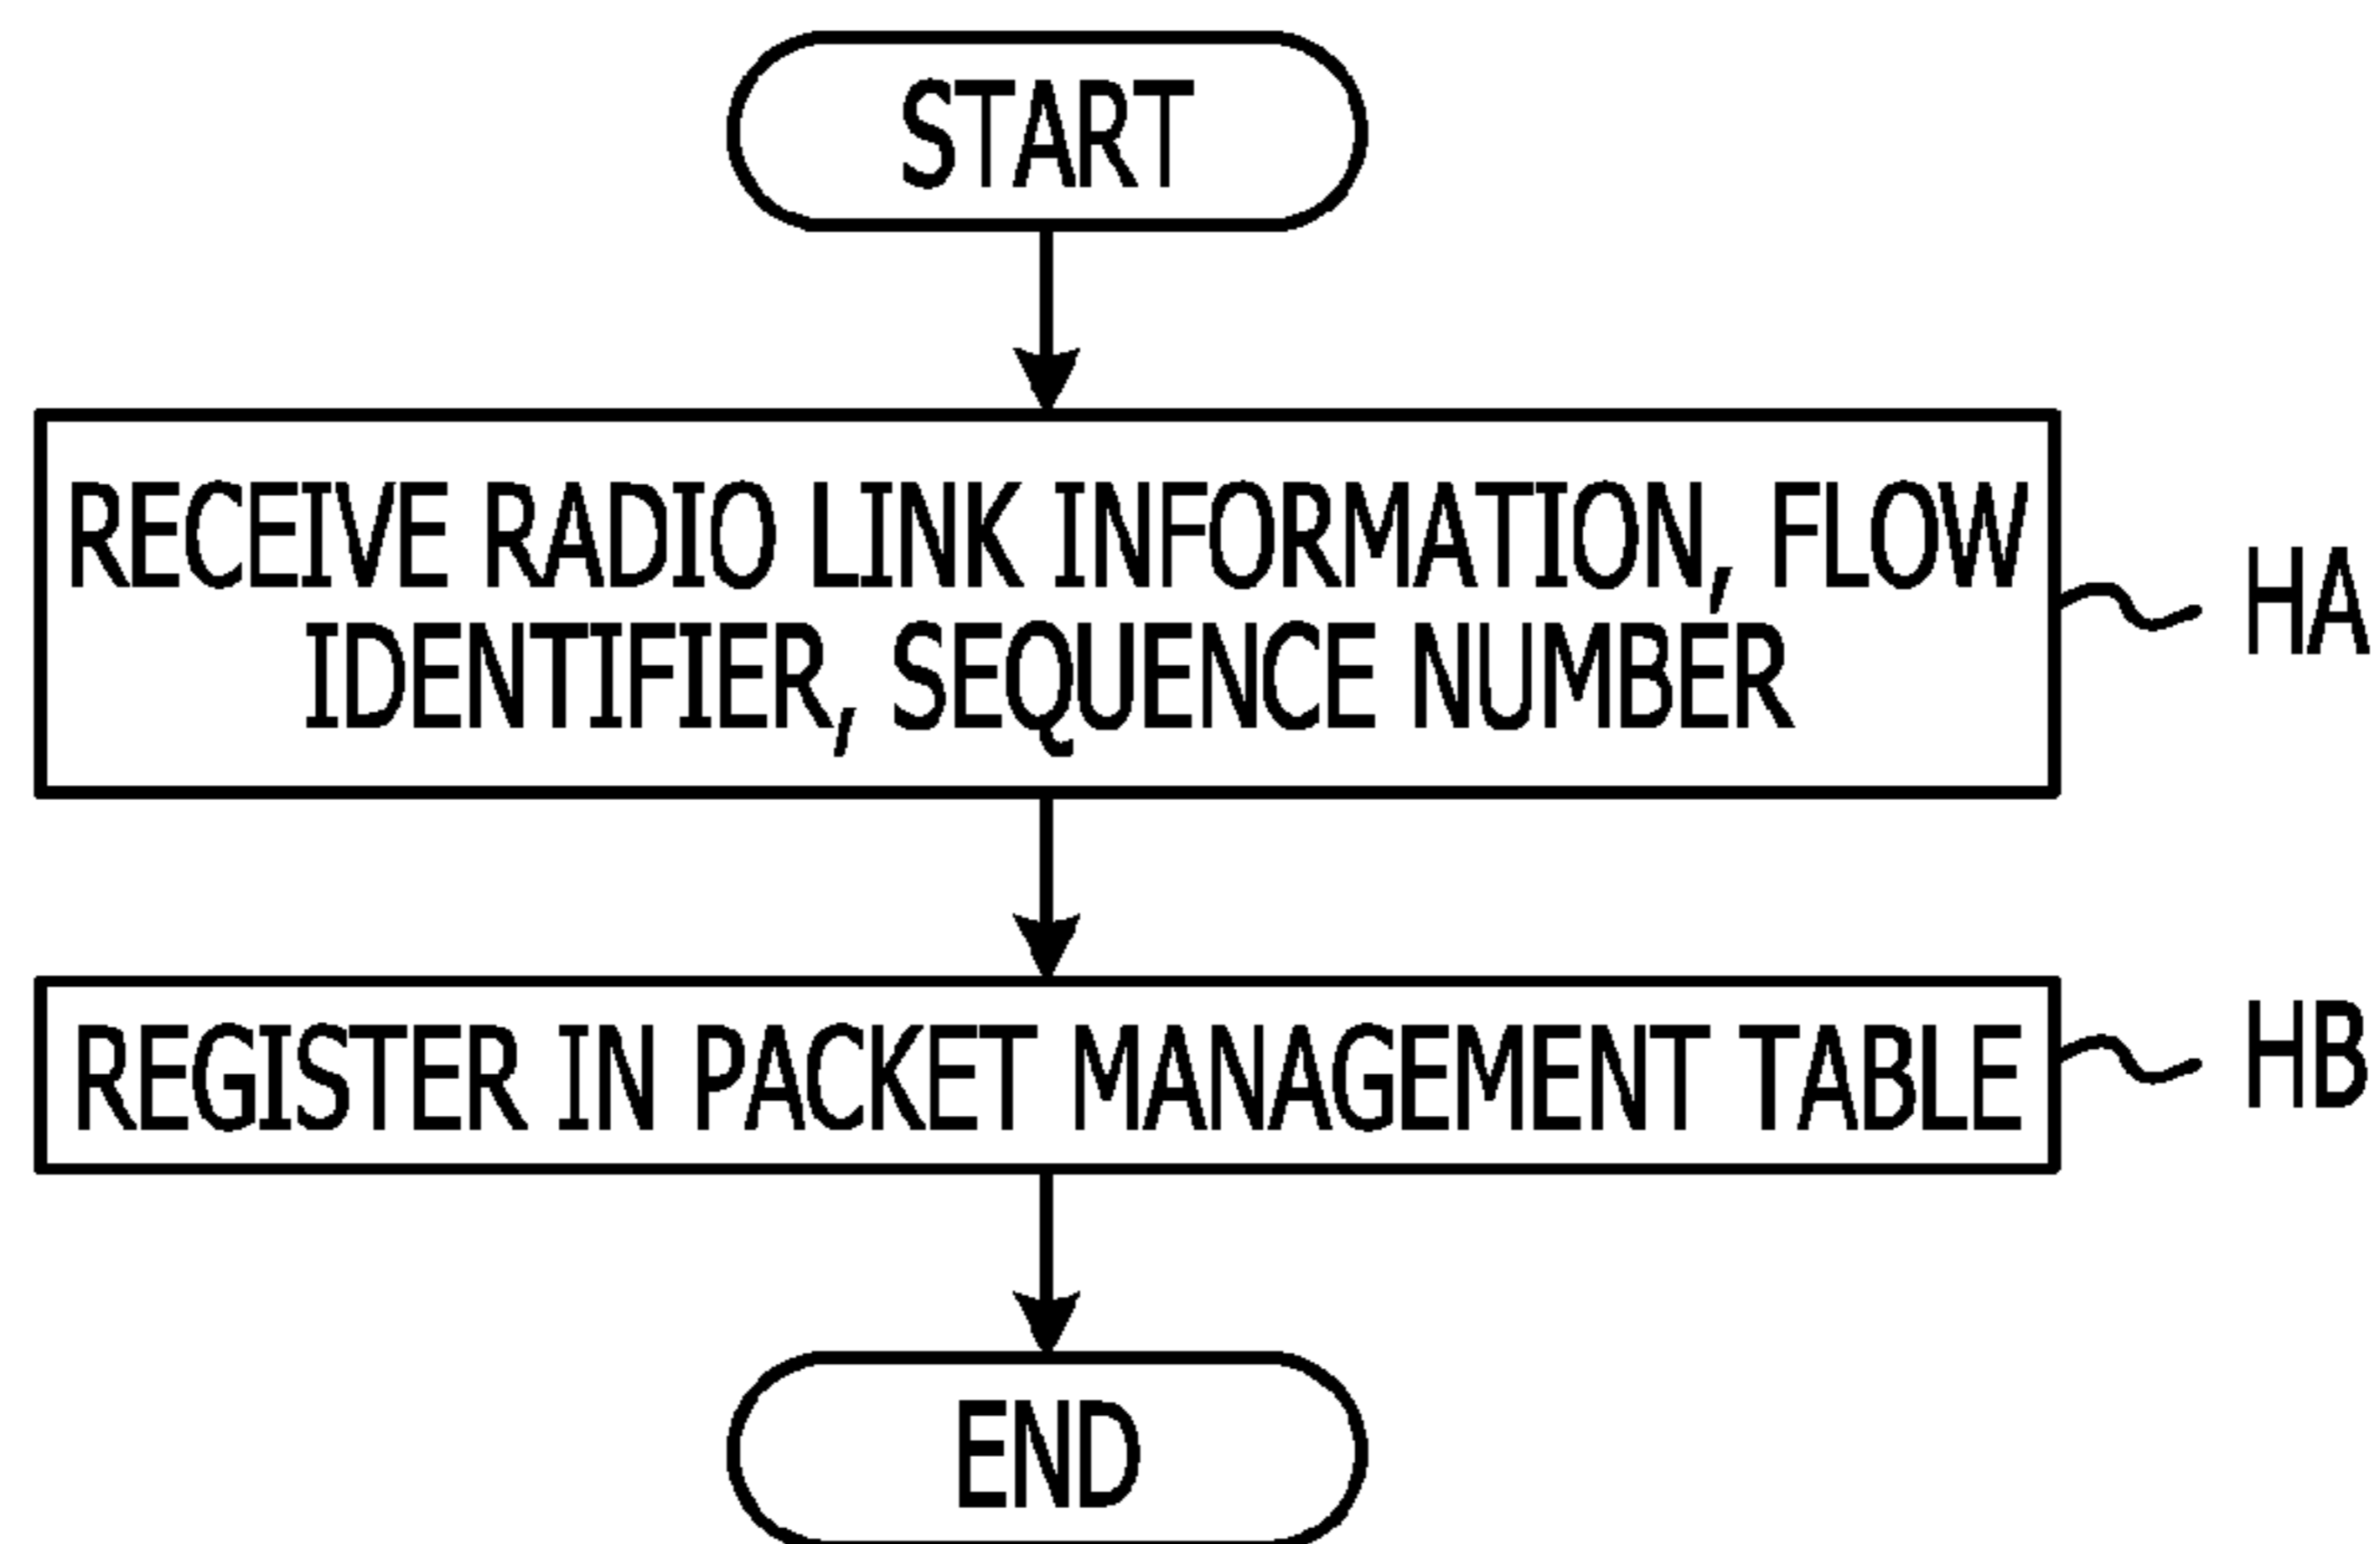 START
RECEIVE RADIO LINK INFORMATION, FLOW
IDENTIFIER, SEQUENCE NUMBER
HA
REGISTER IN PACKET MANAGEMENT TABLE
HB
END